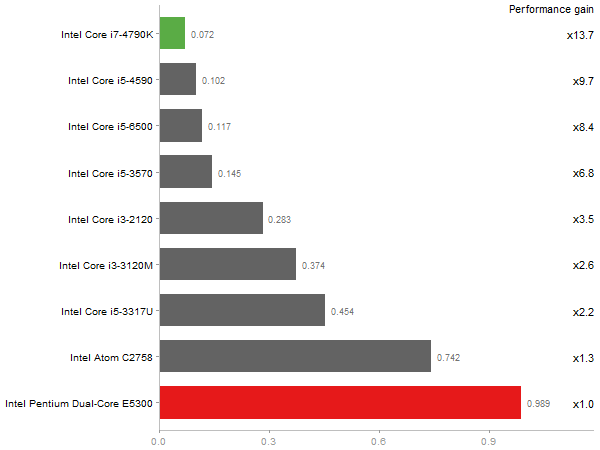 Performance gain
Intel Core i7-4790K 0.072 x13.7
Intel Core i5-4590 0.102 x9.7
Intel Core i5-6500 0.117 x8.4
Intel Core i5-3570 0.145 x6.8
Intel Core i3-2120 0.283 x3.5
Intel Core i3-3120M 0.374 x2.6
Intel Core i5-3317U 0.454 x2.2
Intel Atom C2758 0.742 x1.3
Intel Pentium Dual-Core E5300 0.989 x1.0
0.0 0.3 0.6 0.9